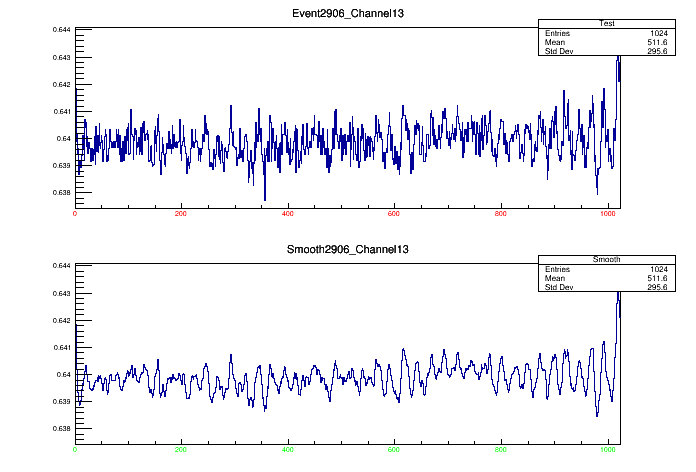 Event2906_Channel13
Test
Entries 1024
Mean 511.6
Std Dev 295.6
0.644
0.643
0.642
0.641
0.64
0.639
0.638
0 200 400 600 800 1000
Smooth2906_Channel13
Smooth
Entries 1024
Mean 511.6
Std Dev 295.6
0.644
0.643
0.642
0.641
0.64
0.639
0.638
0 200 400 600 800 1000